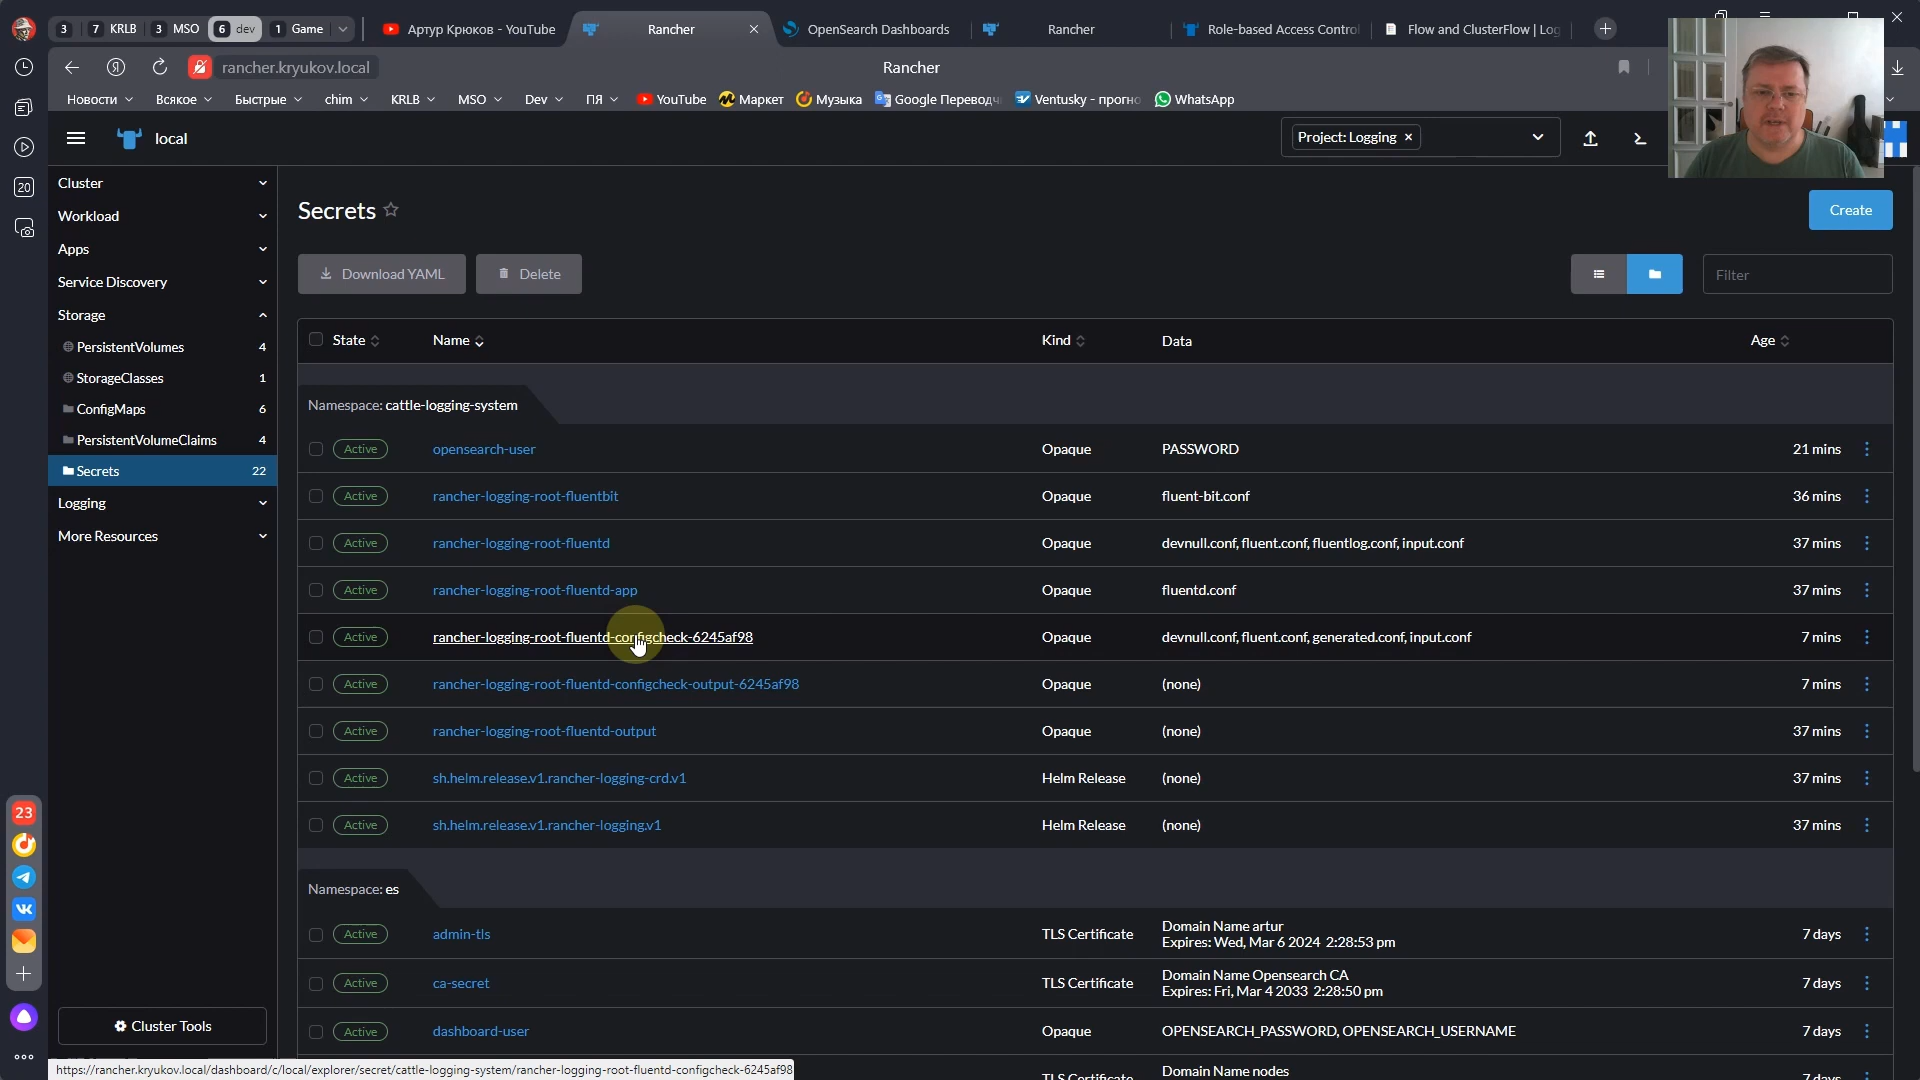 3
7 KRLB
3 MSO
6 dev
1 Game
Артур Крюков - YouTube
Rancher
OpenSearch Dashboards
Rancher
Role-based Access Control
Flow and ClusterFlow | Log
rancher.kryukov.local
Rancher
Новости
Всякое
Быстрые
chim
KRLB
MSO
Dev
ПЯ
YouTube
Маркет
Музыка
Google Переводч
Ventusky - прогно
WhatsApp
20
local
Project: Logging ×
Cluster
Workload
Apps
Service Discovery
Storage
PersistentVolumes 4
StorageClasses 1
ConfigMaps 6
PersistentVolumeClaims 4
Secrets 22
Logging
More Resources
Cluster Tools
23
Secrets
Create
Download YAML
Delete
Filter
State Name Kind Data Age
Namespace: cattle-logging-system
Active opensearch-user Opaque PASSWORD 21 mins
Active rancher-logging-root-fluentbit Opaque fluent-bit.conf 36 mins
Active rancher-logging-root-fluentd Opaque devnull.conf, fluent.conf, fluentlog.conf, input.conf 37 mins
Active rancher-logging-root-fluentd-app Opaque fluentd.conf 37 mins
Active rancher-logging-root-fluentd-configcheck-6245af98 Opaque devnull.conf, fluent.conf, generated.conf, input.conf 7 mins
Active rancher-logging-root-fluentd-configcheck-output-6245af98 Opaque (none) 7 mins
Active rancher-logging-root-fluentd-output Opaque (none) 37 mins
Active sh.helm.release.v1.rancher-logging-crd.v1 Helm Release (none) 37 mins
Active sh.helm.release.v1.rancher-logging.v1 Helm Release (none) 37 mins
Namespace: es
Active admin-tls TLS Certificate Domain Name artur 7 days
Expires: Wed, Mar 6 2024 2:28:53 pm
Active ca-secret TLS Certificate Domain Name Opensearch CA 7 days
Expires: Fri, Mar 4 2033 2:28:50 pm
Active dashboard-user Opaque OPENSEARCH_PASSWORD, OPENSEARCH_USERNAME 7 days
TLS Certificate Domain Name nodes 7 days
https://rancher.kryukov.local/dashboard/c/local/explorer/secret/cattle-logging-system/rancher-logging-root-fluentd-configcheck-6245af98